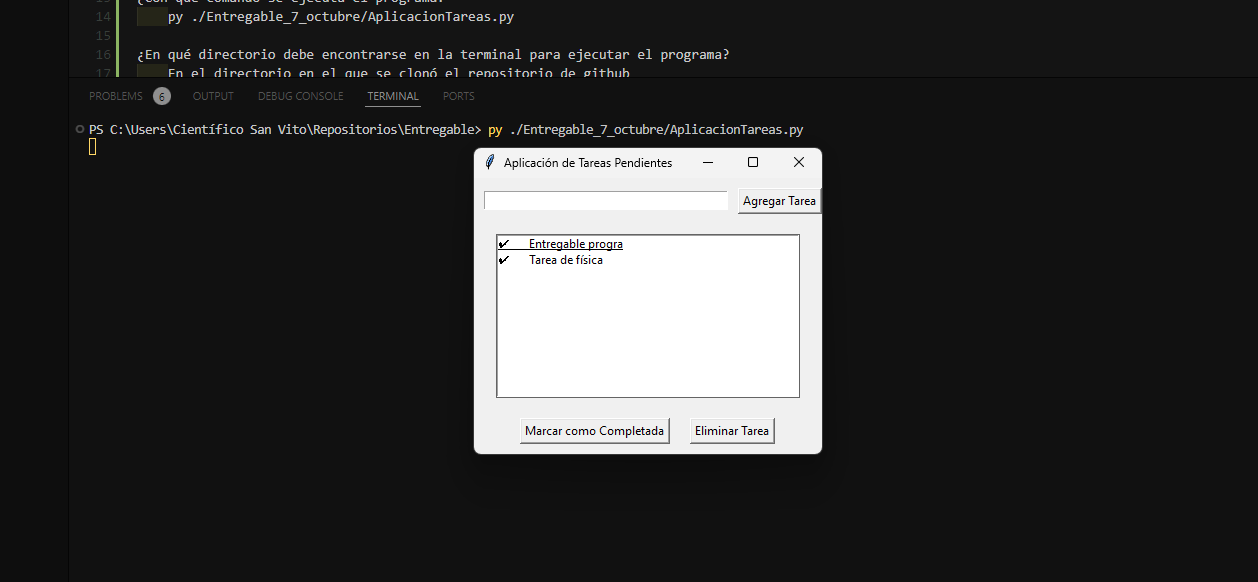 13 ¿Con qué comando se ejecuta el programa?
14 py ./Entregable_7_octubre/AplicacionTareas.py
15
16 ¿En qué directorio debe encontrarse en la terminal para ejecutar el programa?
17 En el directorio en el que se clonó el repositorio de github
PROBLEMS 6 OUTPUT DEBUG CONSOLE TERMINAL PORTS
PS C:\Users\Científico San Vito\Repositorios\Entregable> py ./Entregable_7_octubre/AplicacionTareas.py
Aplicación de Tareas Pendientes
Agregar Tarea
✔ Entregable progra
✔ Tarea de física
Marcar como Completada Eliminar Tarea